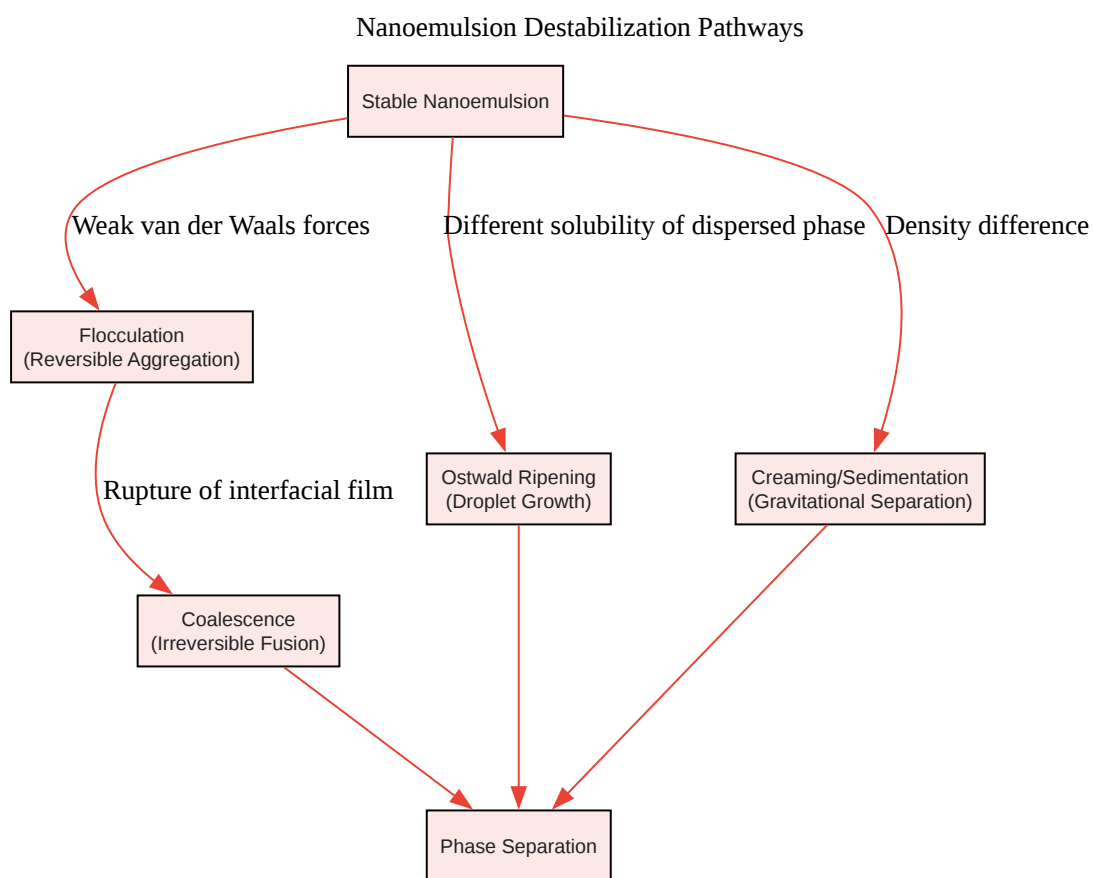 Nanoemulsion Destabilization Pathways
Stable Nanoemulsion
Weak van der Waals forces
Different solubility of dispersed phase
Density difference
Flocculation
(Reversible Aggregation)
Rupture of interfacial film
Ostwald Ripening
(Droplet Growth)
Creaming/Sedimentation
(Gravitational Separation)
Coalescence
(Irreversible Fusion)
Phase Separation